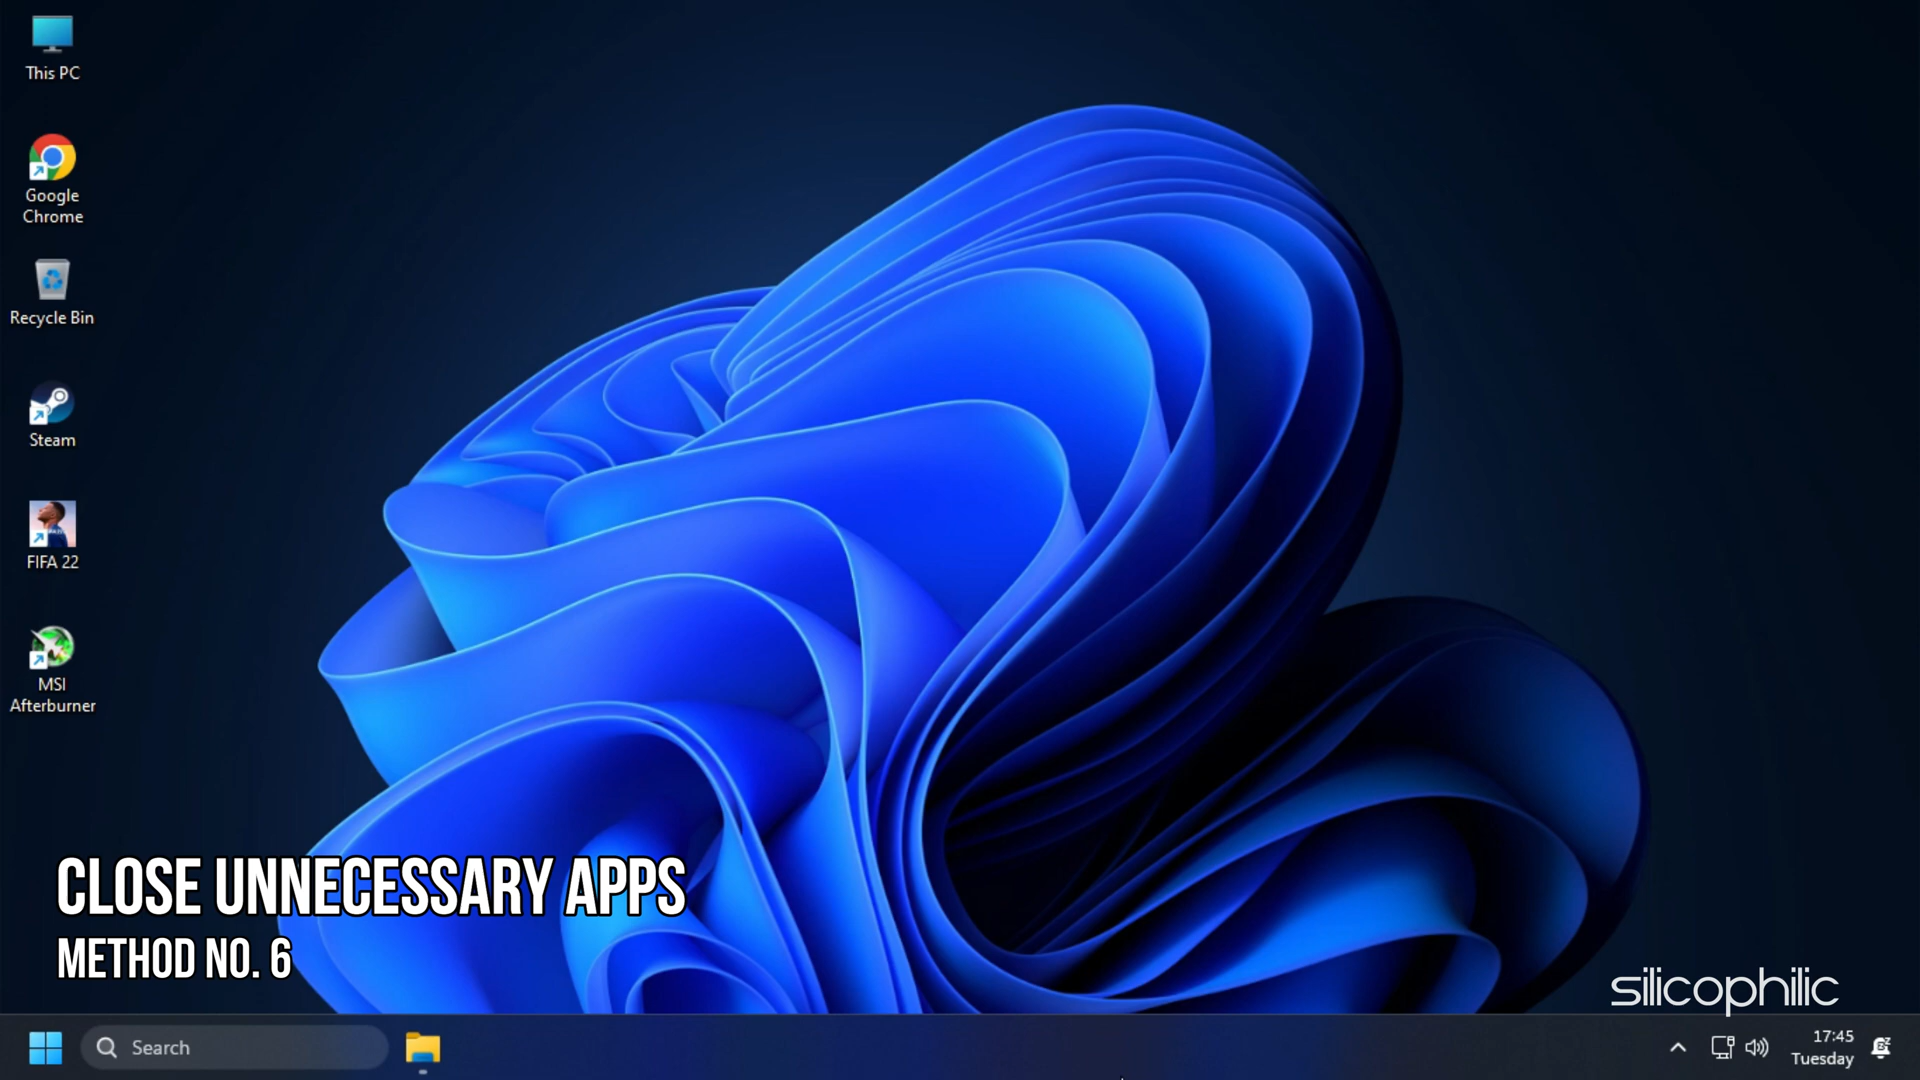 This PC
Google
Chrome
Recycle Bin
Steam
FIFA 22
MSI
Afterburner
CLOSE UNNECESSARY APPS
METHOD NO. 6
silicophilic
Search
17:45
Tuesday